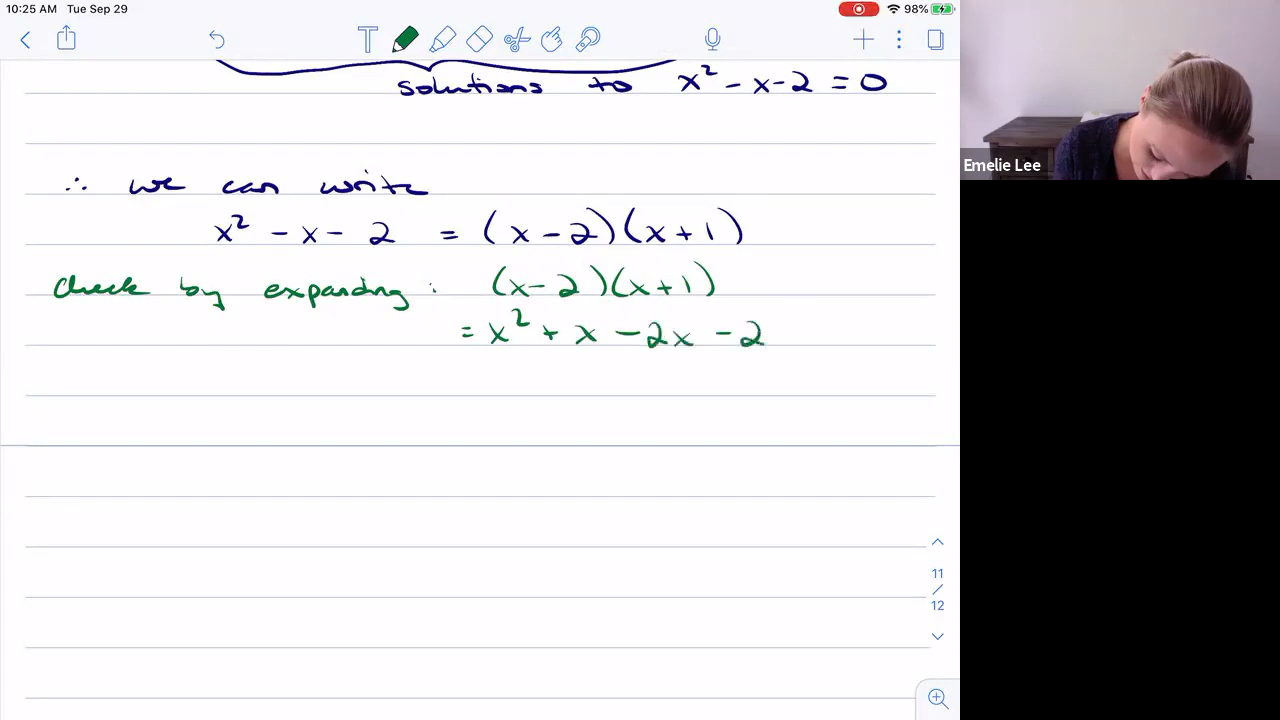 10:25 AM Tue Sep 29
98%
solutions to x² - x - 2 = 0
Emelie Lee
∴ we can write
x² - x - 2 = (x - 2)(x + 1)
check by expanding: (x - 2)(x + 1)
= x² + x - 2x - 2
11
/
12